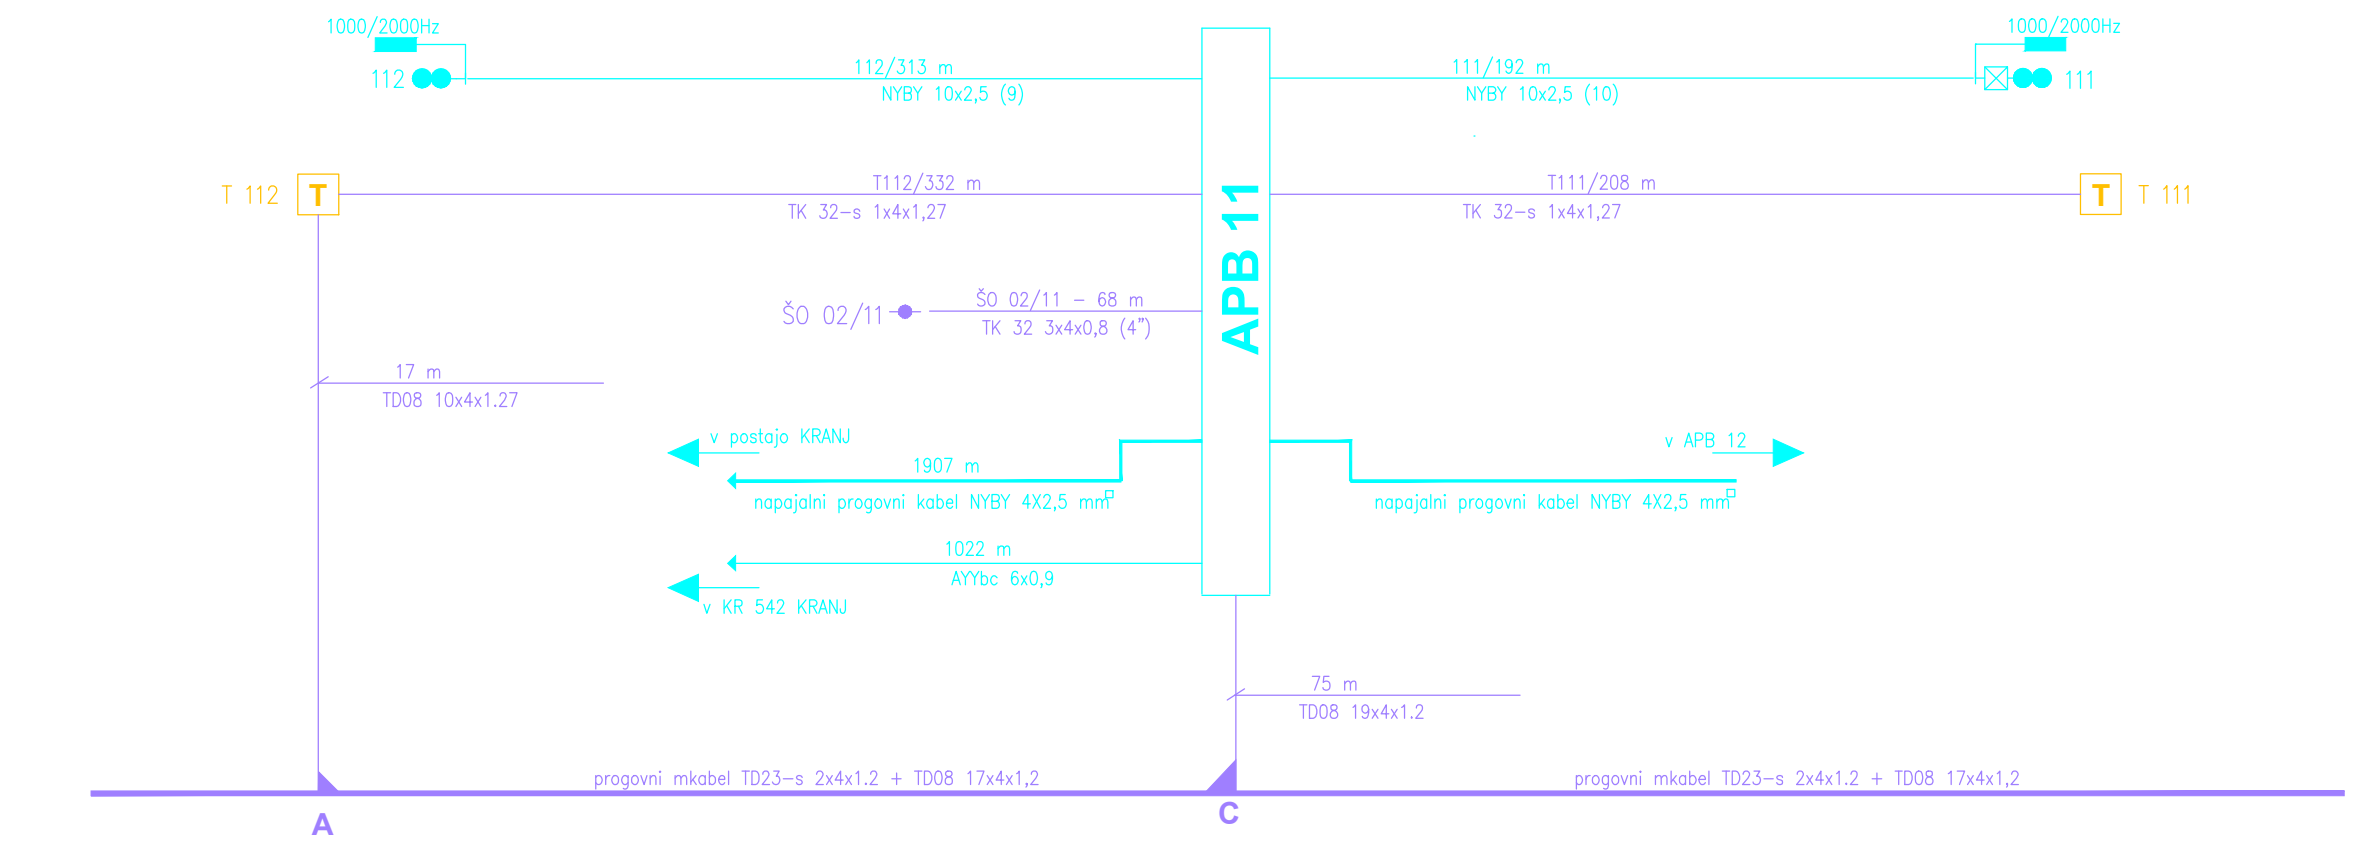 1000/2000Hz
1000/2000Hz
112
112/313 m
NYBY 10x2,5 (9)
111/192 m
NYBY 10x2,5 (10)
111
T 112
T
T112/332 m
TK 32-s 1x4x1,27
APB 11
T111/208 m
TK 32-s 1x4x1,27
T
T 111
ŠO 02/11
ŠO 02/11 - 68 m
TK 32 3x4x0,8 (4")
17 m
TD08 10x4x1.27
v postajo KRANJ
1907 m
napajalni progovni kabel NYBY 4X2,5 mm□
v APB 12
napajalni progovni kabel NYBY 4X2,5 mm□
1022 m
AYYbc 6x0,9
v KR 542 KRANJ
75 m
TD08 19x4x1.2
progovni mkabel TD23-s 2x4x1.2 + TD08 17x4x1,2
progovni mkabel TD23-s 2x4x1.2 + TD08 17x4x1,2
A
C